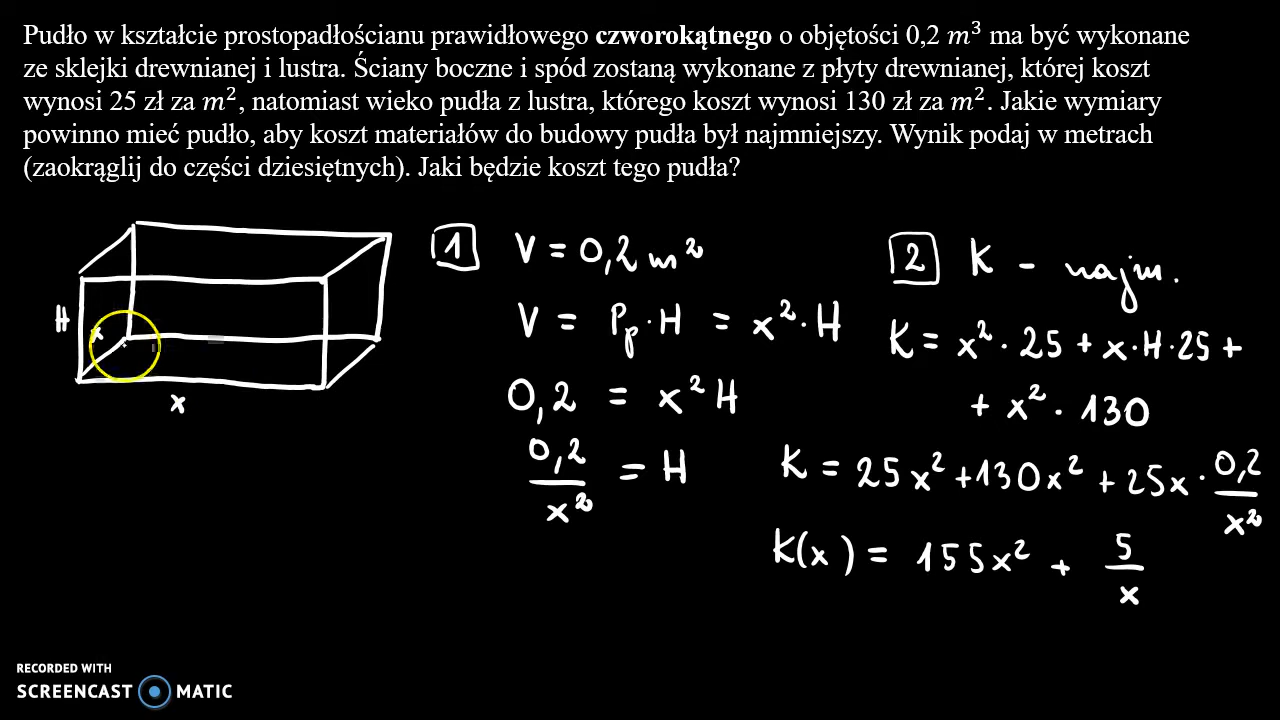 Pudło w kształcie prostopadłościanu prawidłowego czworokątnego o objętości 0,2 m³ ma być wykonane
ze sklejki drewnianej i lustra. Ściany boczne i spód zostaną wykonane z płyty drewnianej, której koszt
wynosi 25 zł za m², natomiast wieko pudła z lustra, którego koszt wynosi 130 zł za m². Jakie wymiary
powinno mieć pudło, aby koszt materiałów do budowy pudła był najmniejszy. Wynik podaj w metrach
(zaokrąglij do części dziesiętnych). Jaki będzie koszt tego pudła?
H
x
x
1 V = 0,2 m²
V = Pp · H = x² · H
0,2 = x² H
0,2/x² = H
2 K - najm.
K = x² · 25 + x · H · 25 +
+ x² · 130
K = 25x² + 130x² + 25x · 0,2/x²
K(x) = 155x² + 5/x
RECORDED WITH
SCREENCAST MATIC